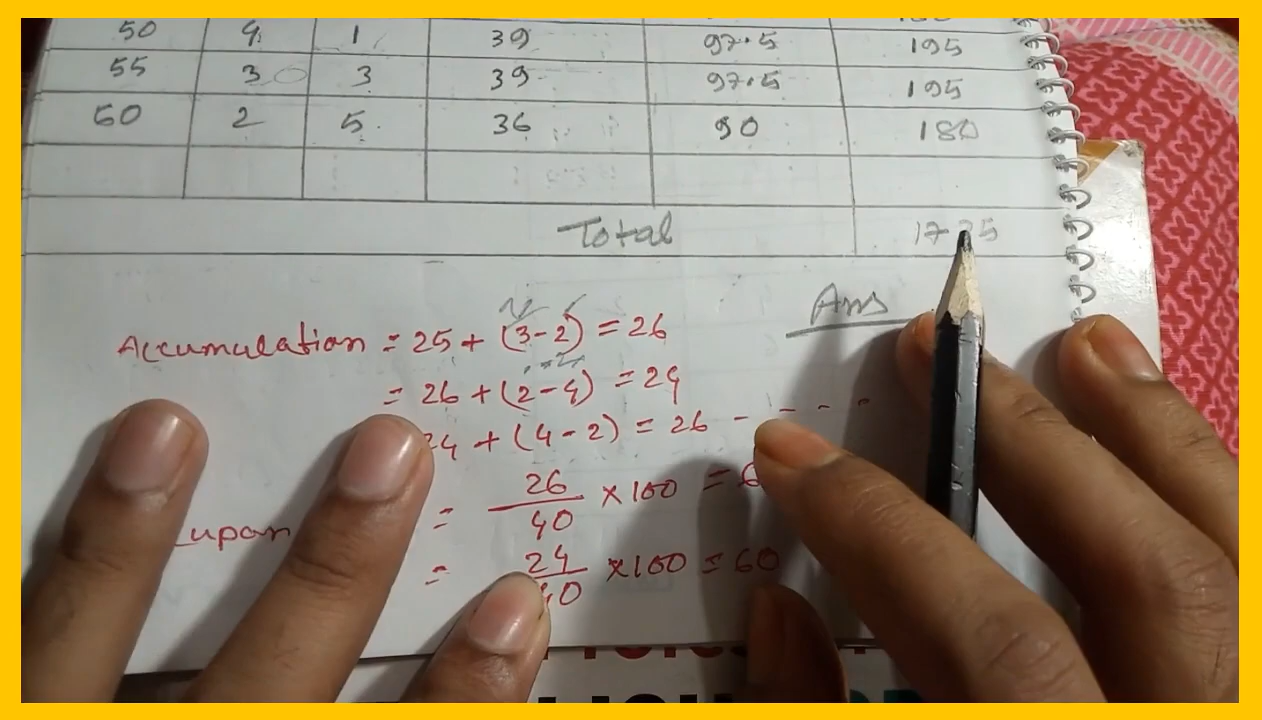 50 4 1 39 97.5 195
55 3 3 39 97.5 195
60 2 5 36 90 180
Total
Ans
Accumulation = 25 + (3-2) = 26
= 26 + (2-4) = 24
24 + (4-2) = 26 - - - -
= 26/40 × 100 =
= 24/40 × 100 = 60